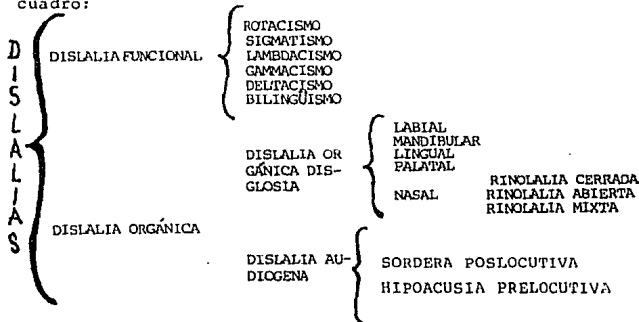 cuadro:
DISLALIAS
DISLALIA FUNCIONAL
ROTACISMO
SIGMATISMO
LAMBDACISMO
GAMMACISMO
DELTACISMO
BILINGÜISMO
DISLALIA ORGÁNICA
DISLALIA OR
GÁNICA DIS-
GLOSIA
LABIAL
MANDIBULAR
LINGUAL
PALATAL
NASAL
RINOLALIA CERRADA
RINOLALIA ABIERTA
RINOLALIA MIXTA
DISLALIA AU-
DIOGENA
SORDERA POSLOCUTIVA
HIPOACUSIA PRELOCUTIVA